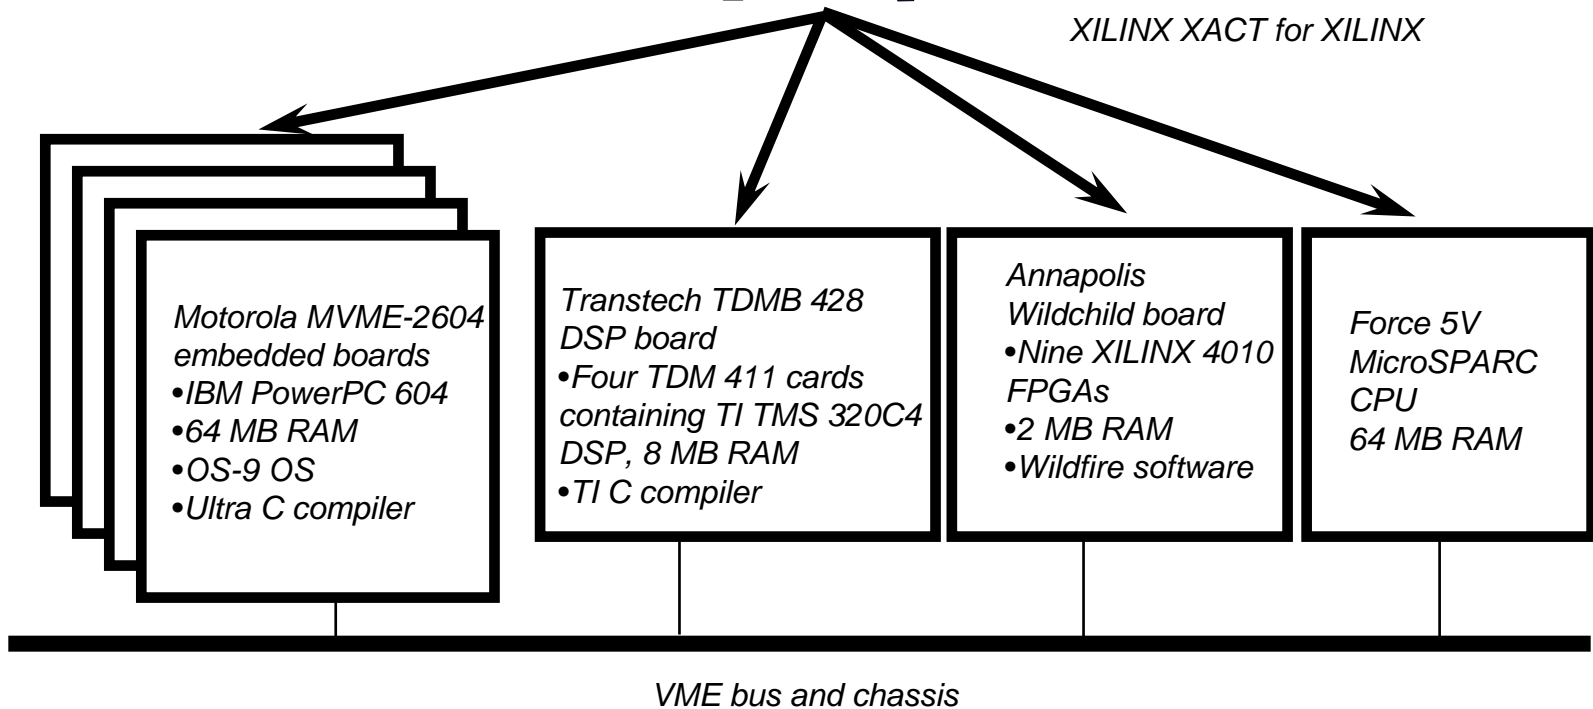 XILINX XACT for XILINX
Motorola MVME-2604
embedded boards
•IBM PowerPC 604
•64 MB RAM
•OS-9 OS
•Ultra C compiler
Transtech TDMB 428
DSP board
•Four TDM 411 cards
containing TI TMS 320C4
DSP, 8 MB RAM
•TI C compiler
Annapolis
Wildchild board
•Nine XILINX 4010
FPGAs
•2 MB RAM
•Wildfire software
Force 5V
MicroSPARC
CPU
64 MB RAM
VME bus and chassis